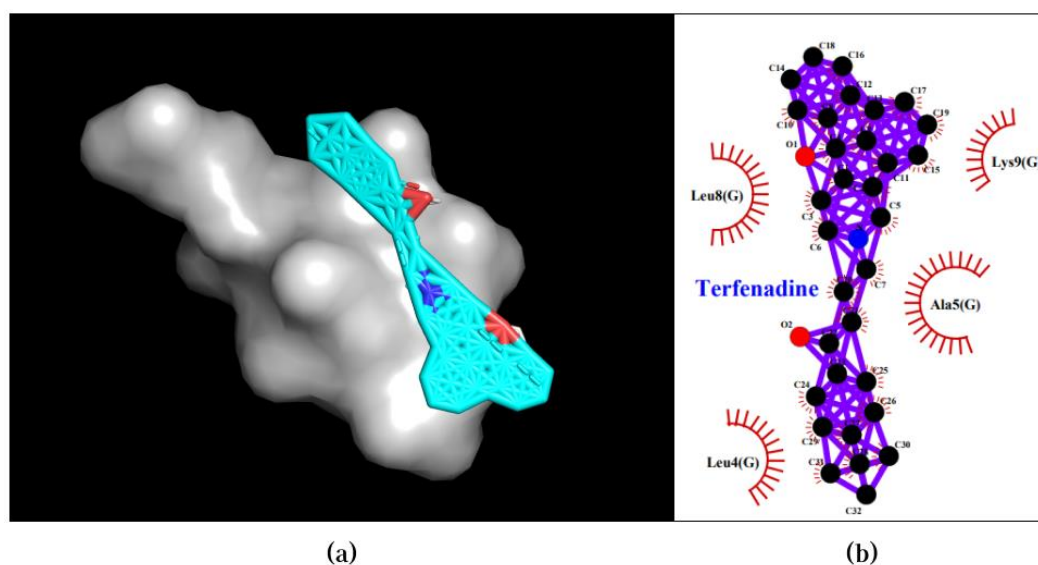 C18
C16
C14
C12
C17
C19
C10
O1
Lys9(G)
C15
C11
Leu8(G)
C3
C5
C6
C7
Terfenadine
Ala5(G)
O2
C25
C24
C26
C29
C30
Leu4(G)
C32
(a)
(b)